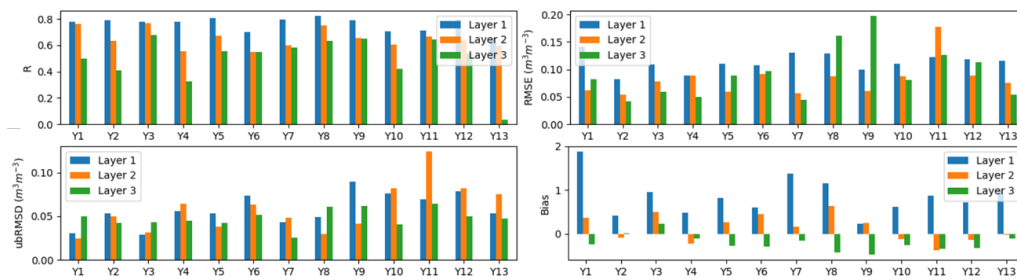 R
0.8
0.6
0.4
0.2
0.0
Layer 1
Layer 2
Layer 3
Y1 Y2 Y3 Y4 Y5 Y6 Y7 Y8 Y9 Y10 Y11 Y12 Y13
RMSE (m³m⁻³)
0.20
0.15
0.10
0.05
0.00
Layer 1
Layer 2
Layer 3
Y1 Y2 Y3 Y4 Y5 Y6 Y7 Y8 Y9 Y10 Y11 Y12 Y13
ubRMSD (m³m⁻³)
0.10
0.05
0.00
Layer 1
Layer 2
Layer 3
Y1 Y2 Y3 Y4 Y5 Y6 Y7 Y8 Y9 Y10 Y11 Y12 Y13
Bias
2
1
0
Layer 1
Layer 2
Layer 3
Y1 Y2 Y3 Y4 Y5 Y6 Y7 Y8 Y9 Y10 Y11 Y12 Y13